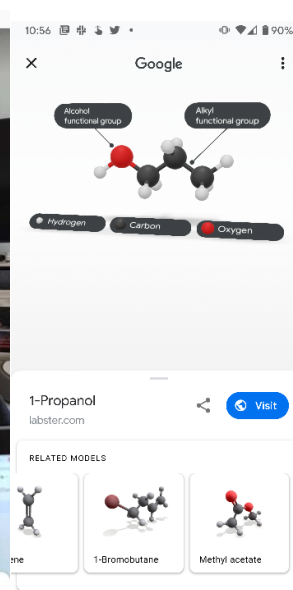 10:56
90%
Google
Alcohol
functional group
Alkyl
functional group
Hydrogen
Carbon
Oxygen
1-Propanol
Visit
labster.com
RELATED MODELS
ene
1-Bromobutane
Methyl acetate